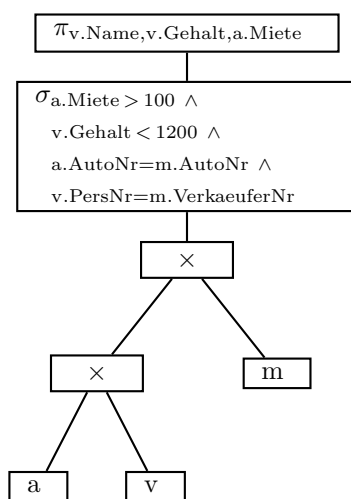 πv.Name,v.Gehalt,a.Miete
σa.Miete > 100 ∧
v.Gehalt < 1200 ∧
a.AutoNr=m.AutoNr ∧
v.PersNr=m.VerkaeuferNr
×
× m
a v